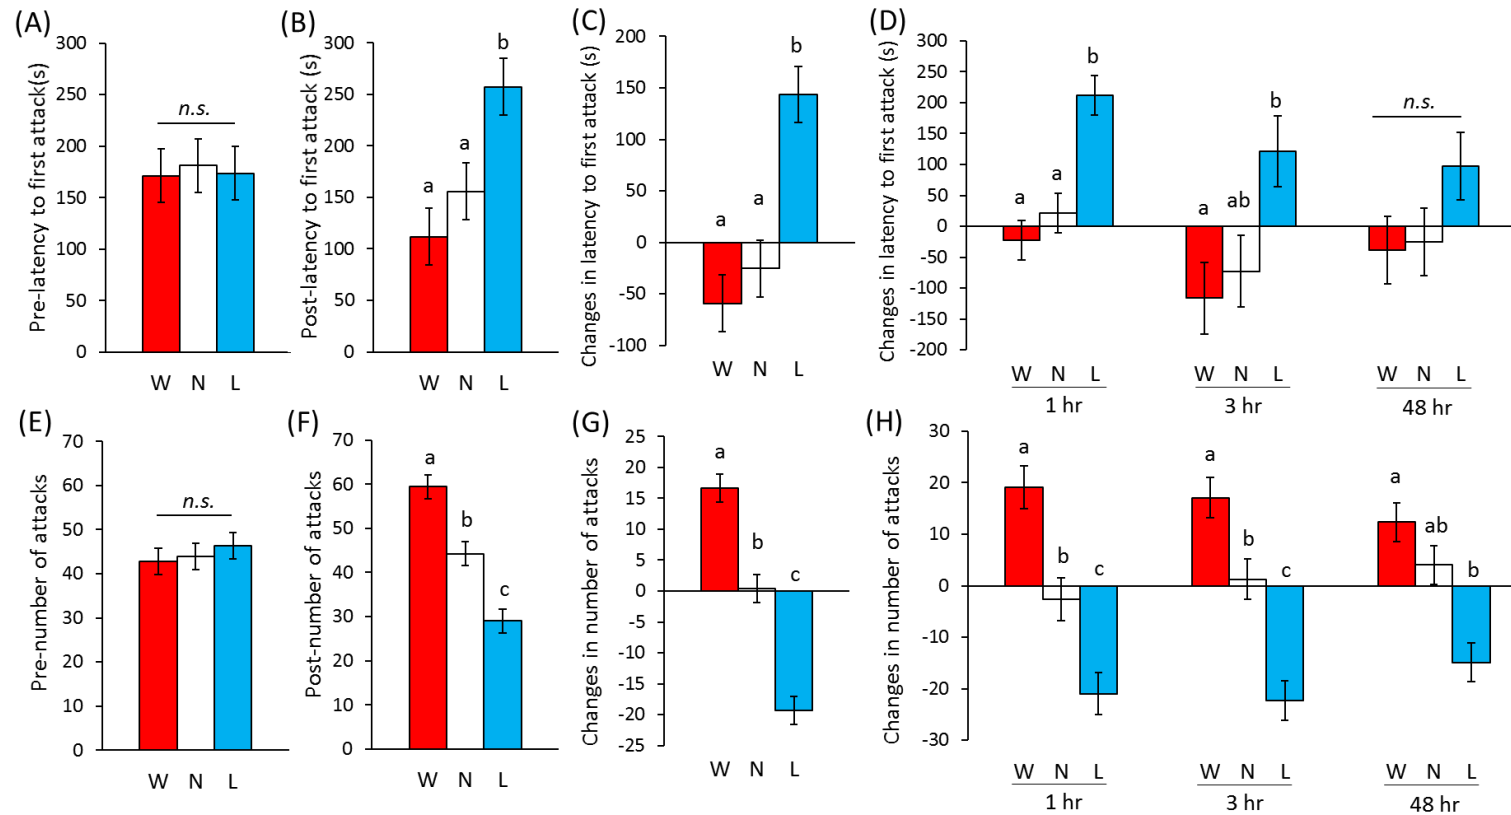 (A)
Pre-latency to first attack(s)
300
250
200
150
100
50
0
n.s.
W N L
(B)
Post-latency to first attack (s)
300
250
200
150
100
50
0
a
a
b
W N L
(C)
Changes in latency to first attack (s)
200
150
100
50
0
-50
-100
a
a
b
W N L
(D)
Changes in latency to first attack (s)
300
250
200
150
100
50
0
-50
-100
-150
-200
a
a
b
a
ab
b
n.s.
W N L
1 hr
W N L
3 hr
W N L
48 hr
(E)
Pre-number of attacks
70
60
50
40
30
20
10
0
n.s.
W N L
(F)
Post-number of attacks
70
60
50
40
30
20
10
0
a
b
c
W N L
(G)
Changes in number of attacks
25
20
15
10
5
0
-5
-10
-15
-20
-25
a
b
c
W N L
(H)
Changes in number of attacks
30
20
10
0
-10
-20
-30
a
b
c
a
b
c
a
ab
b
W N L
1 hr
W N L
3 hr
W N L
48 hr